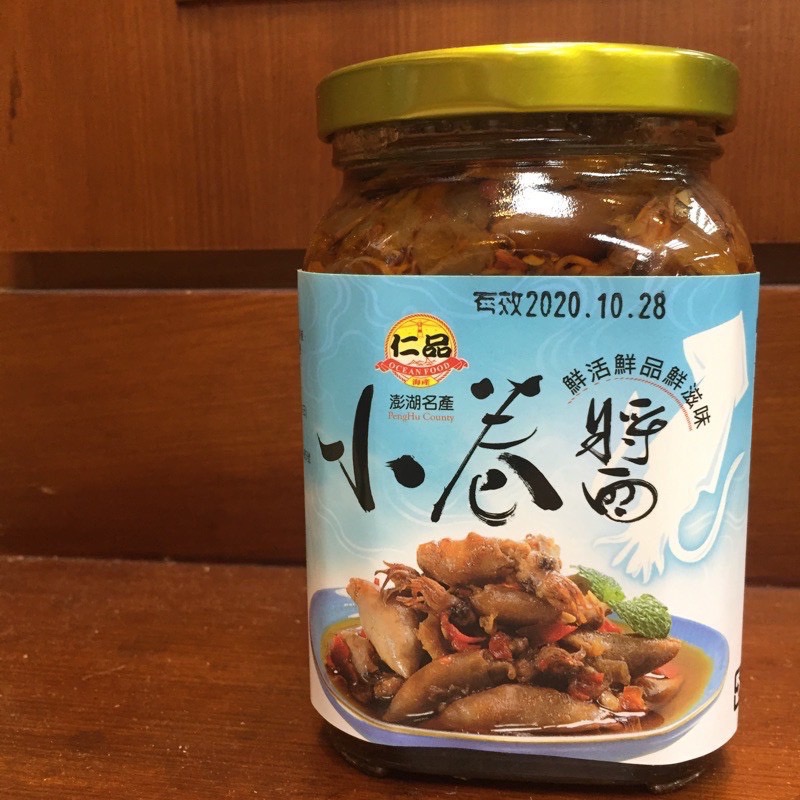 有效2020.10.28
仁品
OCEAN FOOD
海產
澎湖名產
PengHu County
鮮活鮮品鮮滋味
小卷醬